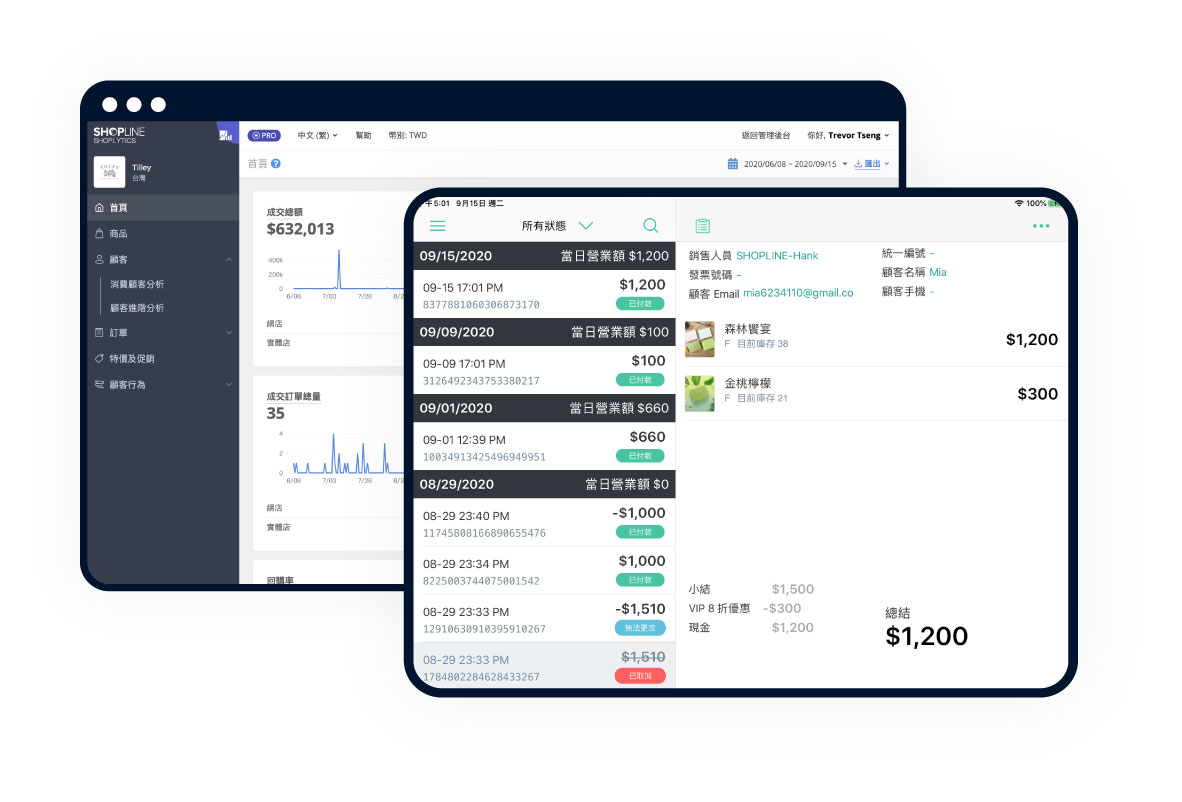 SHOPLINE
SHOPLYTICS
Tilley
台灣
首頁
商品
顧客
消費顧客分析
顧客進階分析
訂單
特價及促銷
顧客行為
PRO 中文 (繁) 幫助 幣別: TWD 返回管理後台 你好, Trevor Tseng
首頁 2020/06/08 ~ 2020/09/15 匯出
成交總額
$632,013
400k
200k
0
6/08 7/03 7/28
網店
實體店
成交訂單總量
35
4
2
0
6/08 7/03 7/28
網店
實體店
回購率
5:01 9月15日 週二 100%
所有狀態
09/15/2020 當日營業額 $1,200
09-15 17:01 PM $1,200
8377881060306873170 已付款
09/09/2020 當日營業額 $100
09-09 17:01 PM $100
3126492343753380217 已付款
09/01/2020 當日營業額 $660
09-01 12:39 PM $660
10034913425496949951 已付款
08/29/2020 當日營業額 $0
08-29 23:40 PM -$1,000
11745808166890655476 已付款
08-29 23:34 PM $1,000
8225003744075001542 已付款
08-29 23:33 PM -$1,510
12910630910395910267 無法更改
08-29 23:33 PM $1,510
1784802284628433267 已取消
銷售人員 SHOPLINE-Hank 統一編號 -
發票號碼 - 顧客名稱 Mia
顧客 Email mia6234110@gmail.co 顧客手機 -
森林饗宴
F 目前庫存 38 $1,200
金桃檸檬
F 目前庫存 21 $300
小結 $1,500
VIP 8 折優惠 -$300
現金 $1,200
總結
$1,200